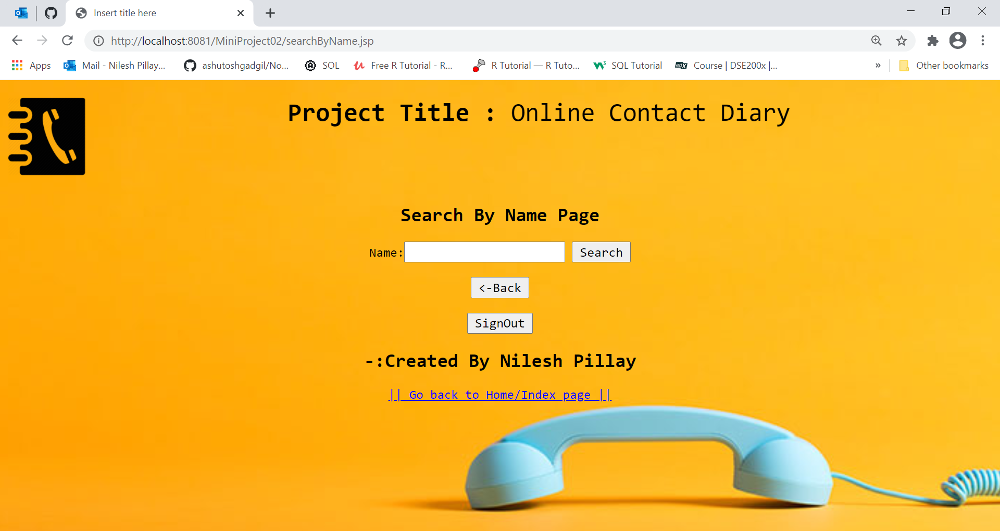 Insert title here
http://localhost:8081/MiniProject02/searchByName.jsp
Apps Mail - Nilesh Pillay... ashutoshgadgil/No... SOL Free R Tutorial - R... R Tutorial — R Tuto... SQL Tutorial Course | DSE200x |... » Other bookmarks
Project Title : Online Contact Diary
Search By Name Page
Name: Search
<-Back
SignOut
-:Created By Nilesh Pillay
|| Go back to Home/Index page ||